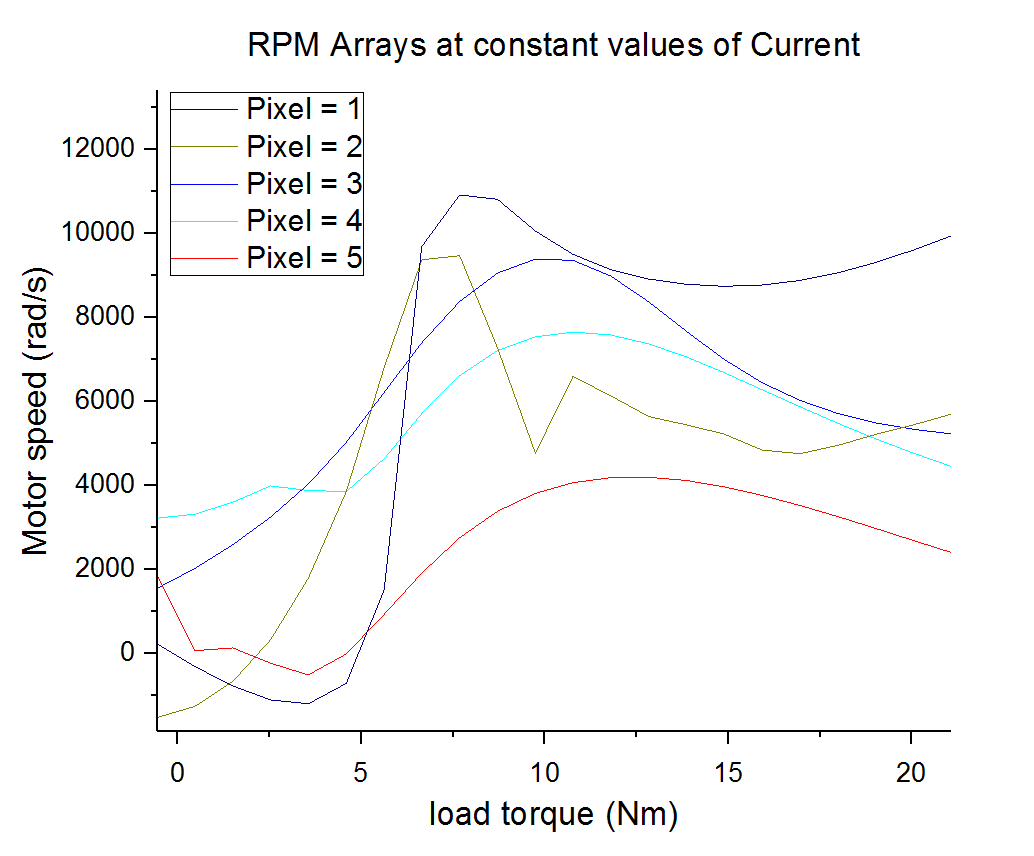 RPM Arrays at constant values of Current
Pixel = 1
Pixel = 2
Pixel = 3
Pixel = 4
Pixel = 5
12000
10000
8000
6000
4000
2000
0
Motor speed (rad/s)
0 5 10 15 20
load torque (Nm)